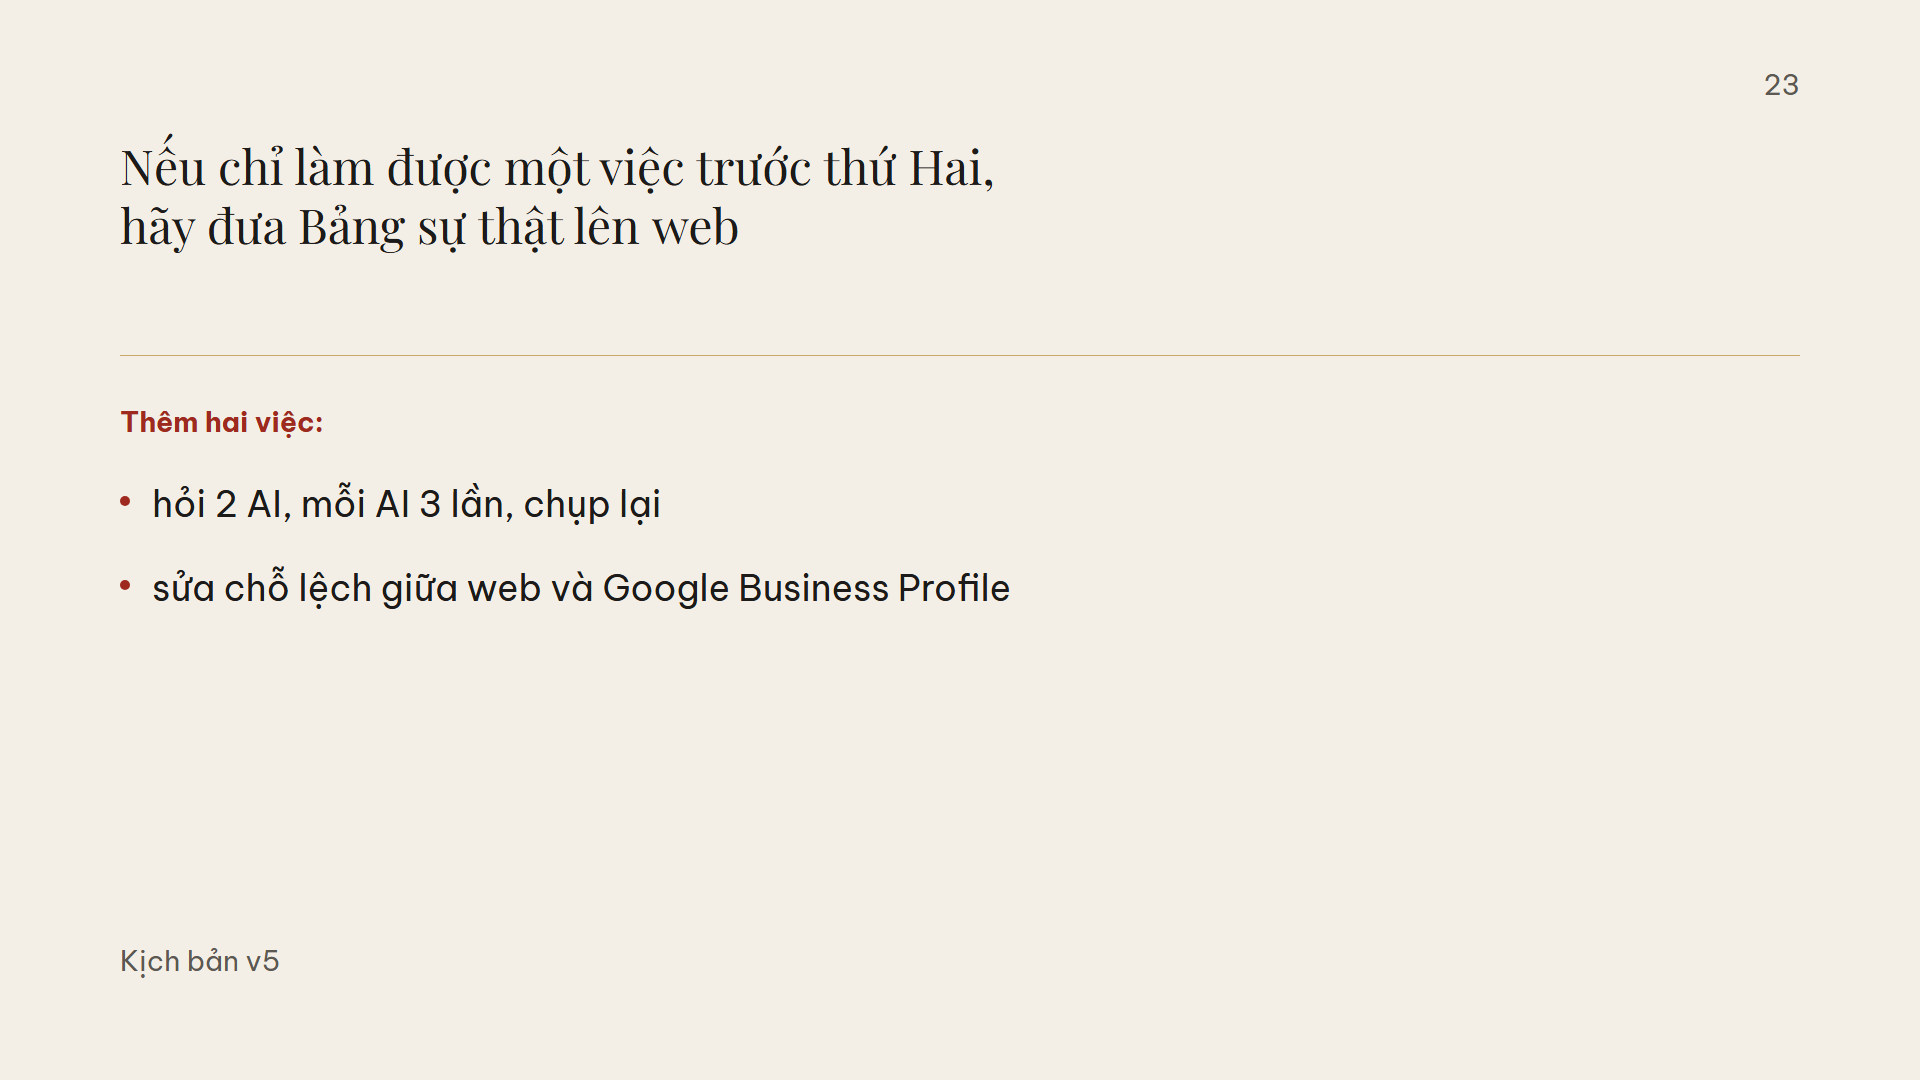 23
Nếu chỉ làm được một việc trước thứ Hai,
hãy đưa Bảng sự thật lên web
Thêm hai việc:
• hỏi 2 AI, mỗi AI 3 lần, chụp lại
• sửa chỗ lệch giữa web và Google Business Profile
Kịch bản v5